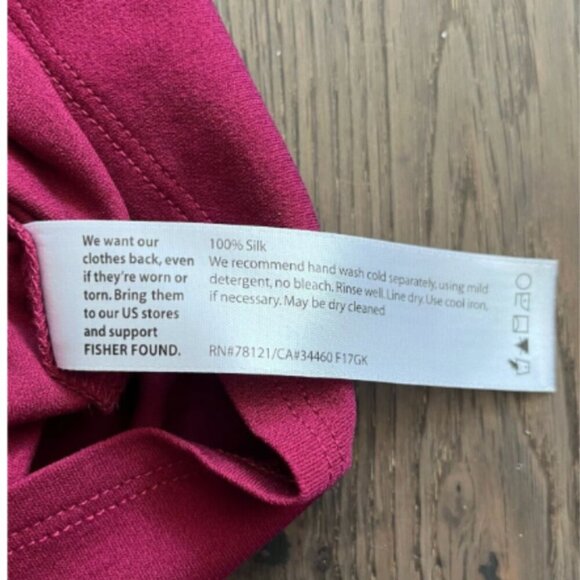 We want our
clothes back, even
if they're worn or
torn. Bring them
to our US stores
and support
FISHER FOUND.
100% Silk
We recommend hand wash cold separately, using mild
detergent, no bleach. Rinse well. Line dry. Use cool iron,
if necessary. May be dry cleaned
RN#78121/CA#34460 F17GK